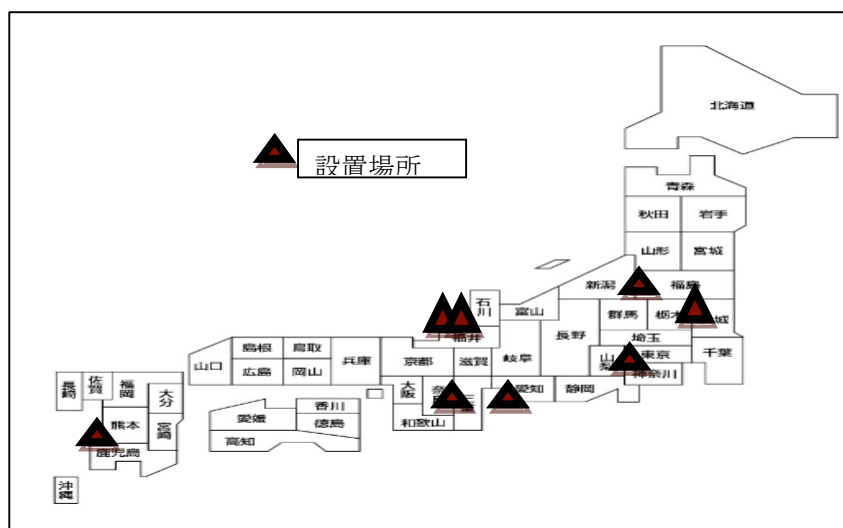 北海道
設置場所
青森
秋田 岩手
山形 宮城
新潟 福島
石川
富山
群馬 栃木 城
福井
長野
埼玉
島根 鳥取
兵庫
京都 滋賀 岐阜
山梨
東京
千葉
山口
広島 岡山
神奈川
長崎
佐賀
福岡
大分
大阪
奈
愛知 静岡
香川
愛媛 徳島
和歌山
熊本
宮崎
高知
鹿児島
沖縄